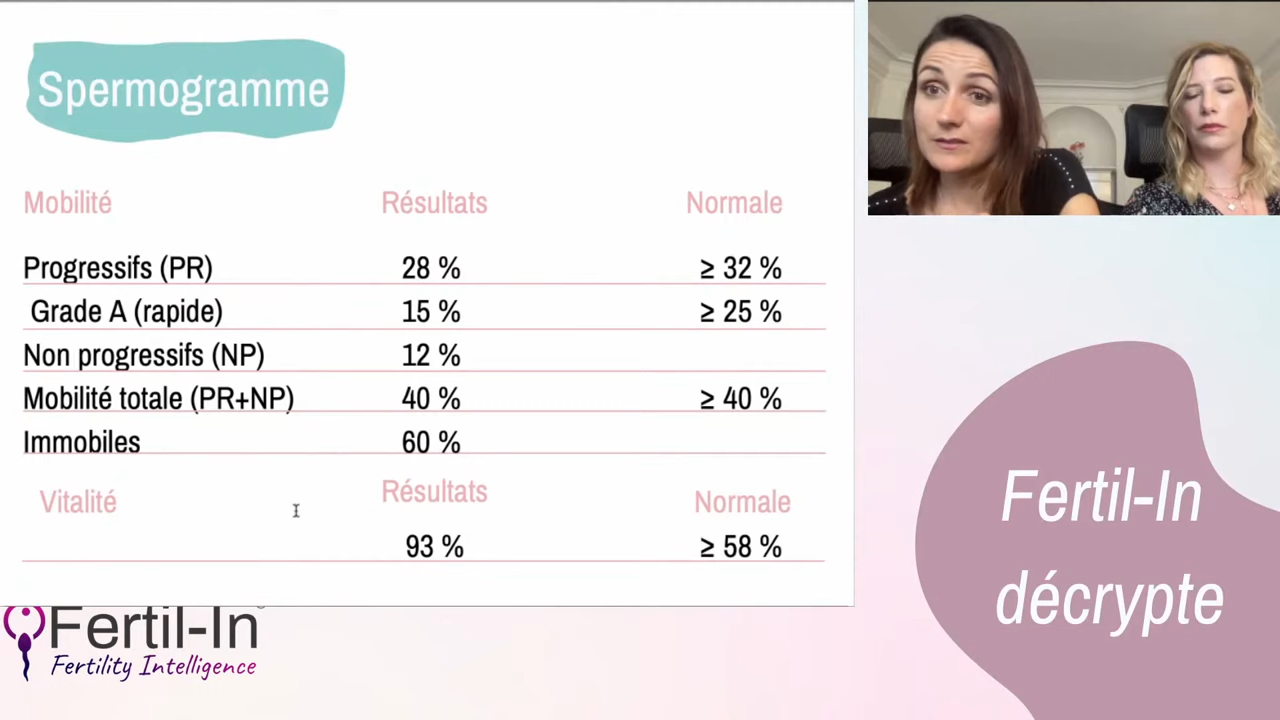 Spermogramme
Mobilité Résultats Normale
Progressifs (PR) 28 % ≥ 32 %
Grade A (rapide) 15 % ≥ 25 %
Non progressifs (NP) 12 %
Mobilité totale (PR+NP) 40 % ≥ 40 %
Immobiles 60 %
Vitalité Résultats Normale
93 % ≥ 58 %
Fertil-In
décrypte
Fertil-In
Fertility Intelligence